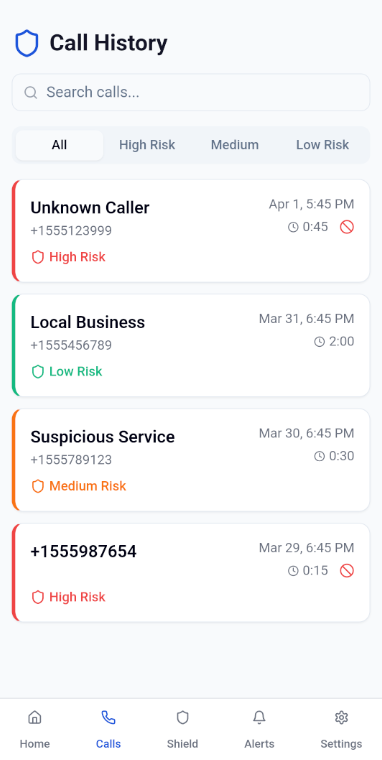 Call History
Search calls...
All High Risk Medium Low Risk
Unknown Caller Apr 1, 5:45 PM
+1555123999 0:45
High Risk
Local Business Mar 31, 6:45 PM
+1555456789 2:00
Low Risk
Suspicious Service Mar 30, 6:45 PM
+1555789123 0:30
Medium Risk
+1555987654 Mar 29, 6:45 PM
0:15
High Risk
Home Calls Shield Alerts Settings